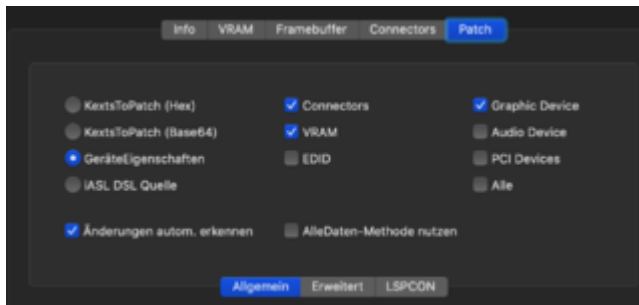 Info VRAM Framebuffer Connectors Patch
KextsToPatch (Hex) Connectors Graphic Device
KextsToPatch (Base64) VRAM Audio Device
GeräteEigenschaften EDID PCI Devices
iASL DSL Quelle Alle
Änderungen autom. erkennen AlleDaten-Methode nutzen
Allgemein Erweitert LSPCON